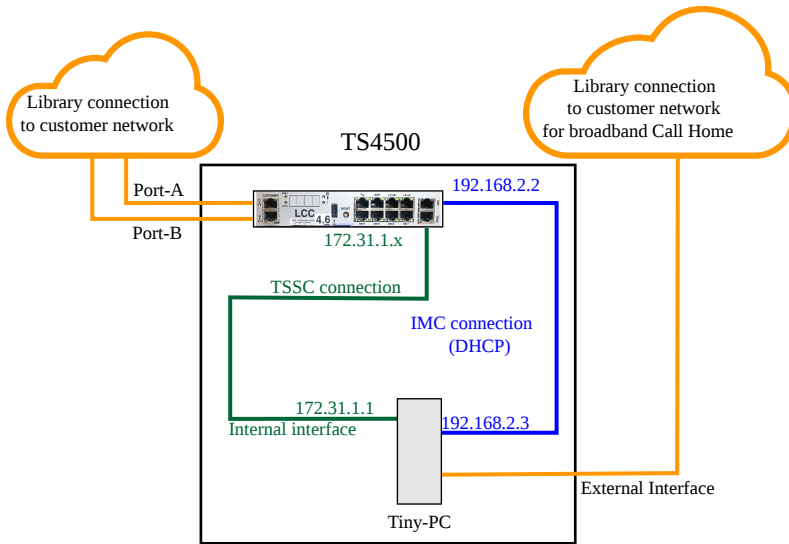 Library connection
to customer network
Library connection
to customer network
for broadband Call Home
TS4500
Port-A
Port-B
LCC
4.6
RESET
192.168.2.2
172.31.1.x
TSSC connection
IMC connection
(DHCP)
172.31.1.1
Internal interface
192.168.2.3
External Interface
Tiny-PC